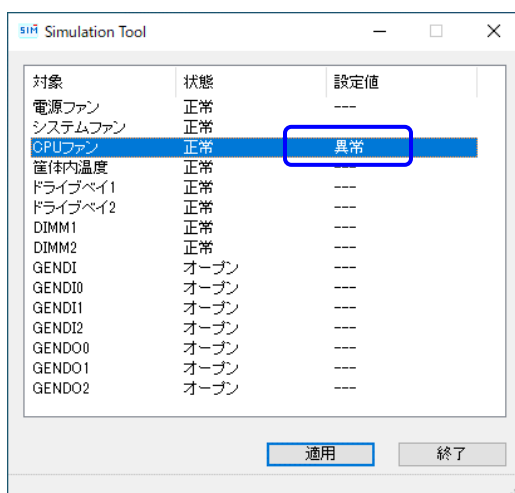 SIM Simulation Tool
対象 状態 設定値
電源ファン 正常 ---
システムファン 正常
CPUファン 正常 異常
筐体内温度 正常 ---
ドライブベイ1 正常 ---
ドライブベイ2 正常 ---
DIMM1 正常 ---
DIMM2 正常 ---
GENDI オープン ---
GENDI0 オープン ---
GENDI1 オープン ---
GENDI2 オープン ---
GENDO0 オープン ---
GENDO1 オープン ---
GENDO2 オープン ---
適用 終了